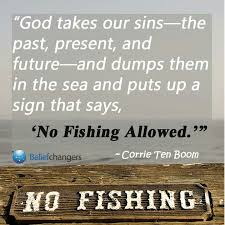 “God takes our sins—the
past, present, and
future—and dumps them
in the sea and puts up a
sign that says,
‘No Fishing Allowed.’”
Beliefchangers
- Corrie Ten Boom
NO FISHING